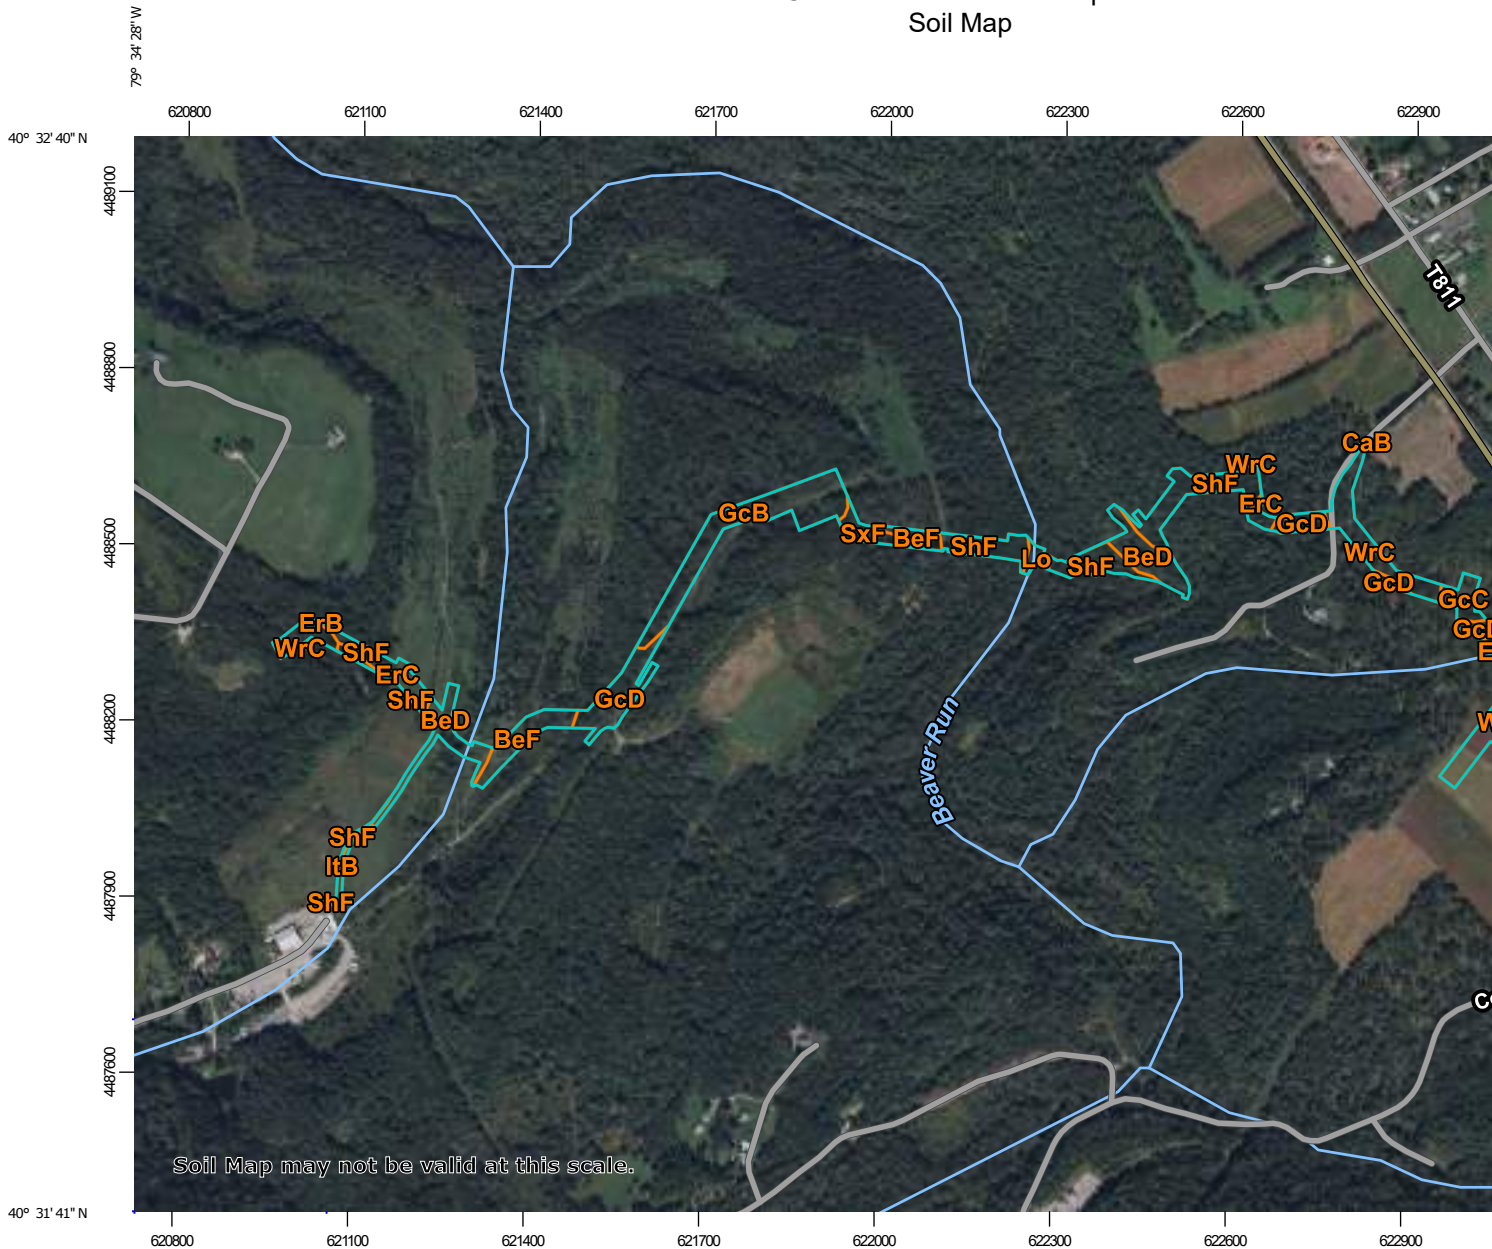 Soil Map
79° 34' 28" W
620800 621100 621400 621700 622000 622300 622600 622900
40° 32' 40" N
4489100
T811
4488800
CaB
WrC
ShF
ErC
GcB
GcD
SxF
BeF
ShF
Lo
ShF
BeD
WrC
4488500
GcD
GcC
ErB
WrC
ShF
ErC
ShF
GcD
BeD
BeF
4488200
Beaver Run
ShF
ItB
ShF
4487900
4487600
Soil Map may not be valid at this scale.
40° 31' 41" N
620800 621100 621400 621700 622000 622300 622600 622900